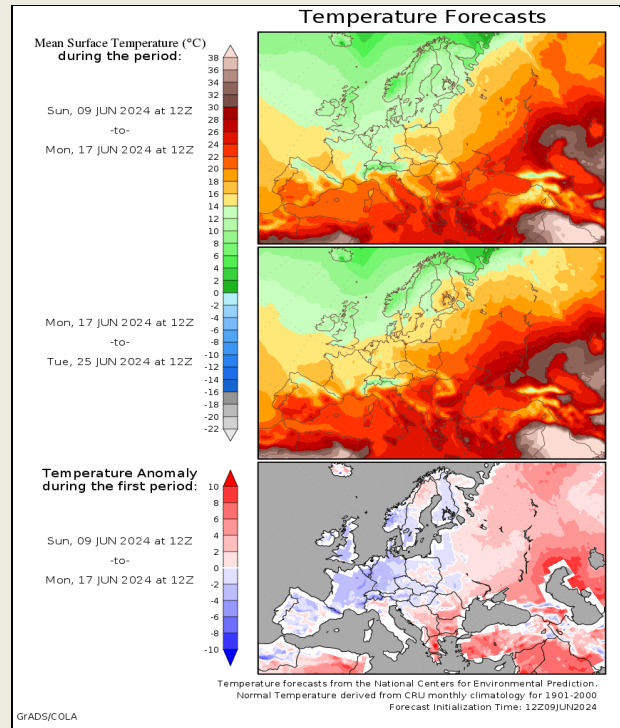 Temperature Forecasts
Mean Surface Temperature (°C)
during the period:
38
36
34
32
30
28
26
24
22
20
18
16
14
12
10
8
6
4
2
0
-2
-4
-6
-8
-10
-12
-14
-16
-18
-20
-22
Sun, 09 JUN 2024 at 12Z
-to-
Mon, 17 JUN 2024 at 12Z
Mon, 17 JUN 2024 at 12Z
-to-
Tue, 25 JUN 2024 at 12Z
Temperature Anomaly
during the first period:
10
8
6
4
2
0
-2
-4
-6
-8
-10
Sun, 09 JUN 2024 at 12Z
-to-
Mon, 17 JUN 2024 at 12Z
Temperature forecasts from the National Centers for Environmental Prediction.
Normal Temperature derived from CRU monthly climatology for 1901-2000
Forecast Initialization Time: 12Z09JUN2024
GrADS/COLA